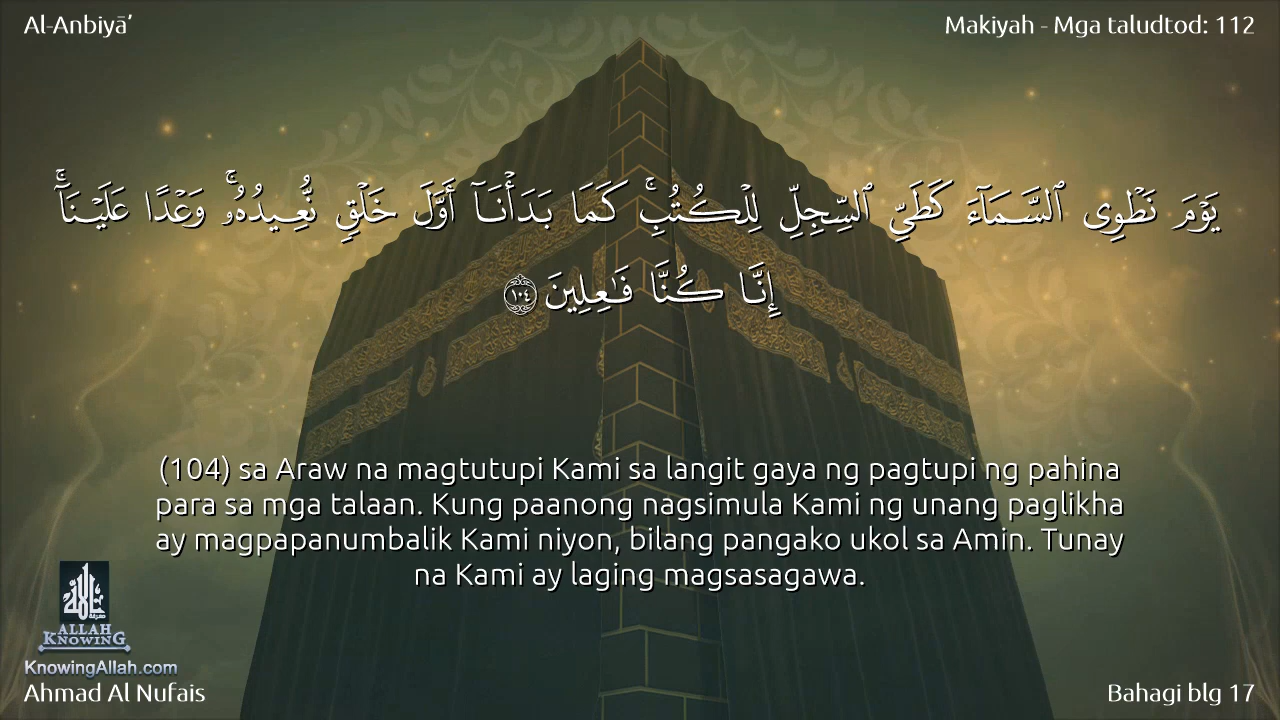 Al-Anbiyā’
Makiyah - Mga taludtod: 112
يَوْمَ نَطْوِى ٱلسَّمَآءَ كَطَىِّ ٱلسِّجِلِّ لِلْكُتُبِ ۚ كَمَا بَدَأْنَآ أَوَّلَ خَلْقٍ نُّعِيدُهُۥ ۚ وَعْدًا عَلَيْنَآ ۚ
إِنَّا كُنَّا فَٰعِلِينَ ١٠٤
(104) sa Araw na magtutupi Kami sa langit gaya ng pagtupi ng pahina
para sa mga talaan. Kung paanong nagsimula Kami ng unang paglikha
ay magpapanumbalik Kami niyon, bilang pangako ukol sa Amin. Tunay
na Kami ay laging magsasagawa.
ALLAH
KNOWING
KnowingAllah.com
Ahmad Al Nufais
Bahagi blg 17